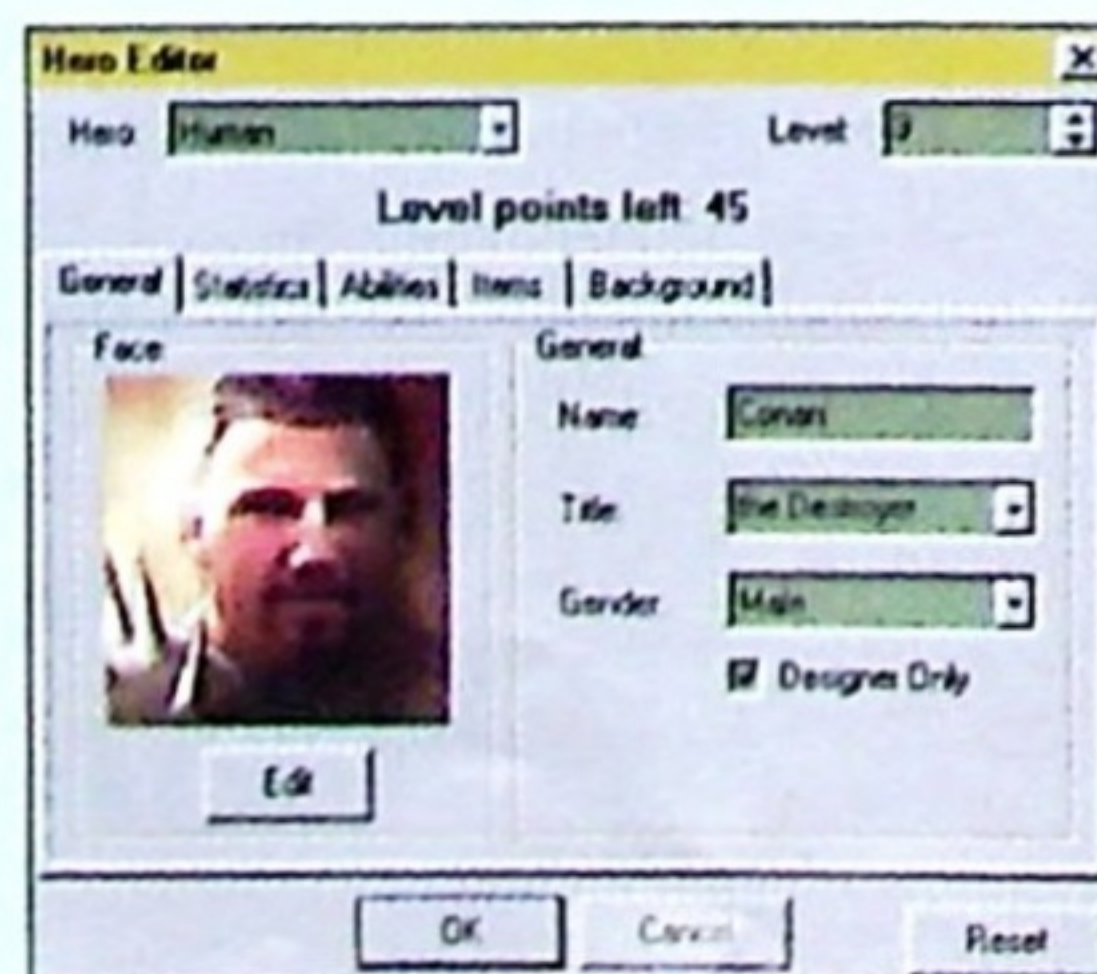 Hero Editor
Hero Human Level: 9
Level points left: 45
General Statistics Abilities Items Background
Face
General
Name Conan
Title the Destroyer
Gender Male
Designer Only
Edit
OK Cancel Reset